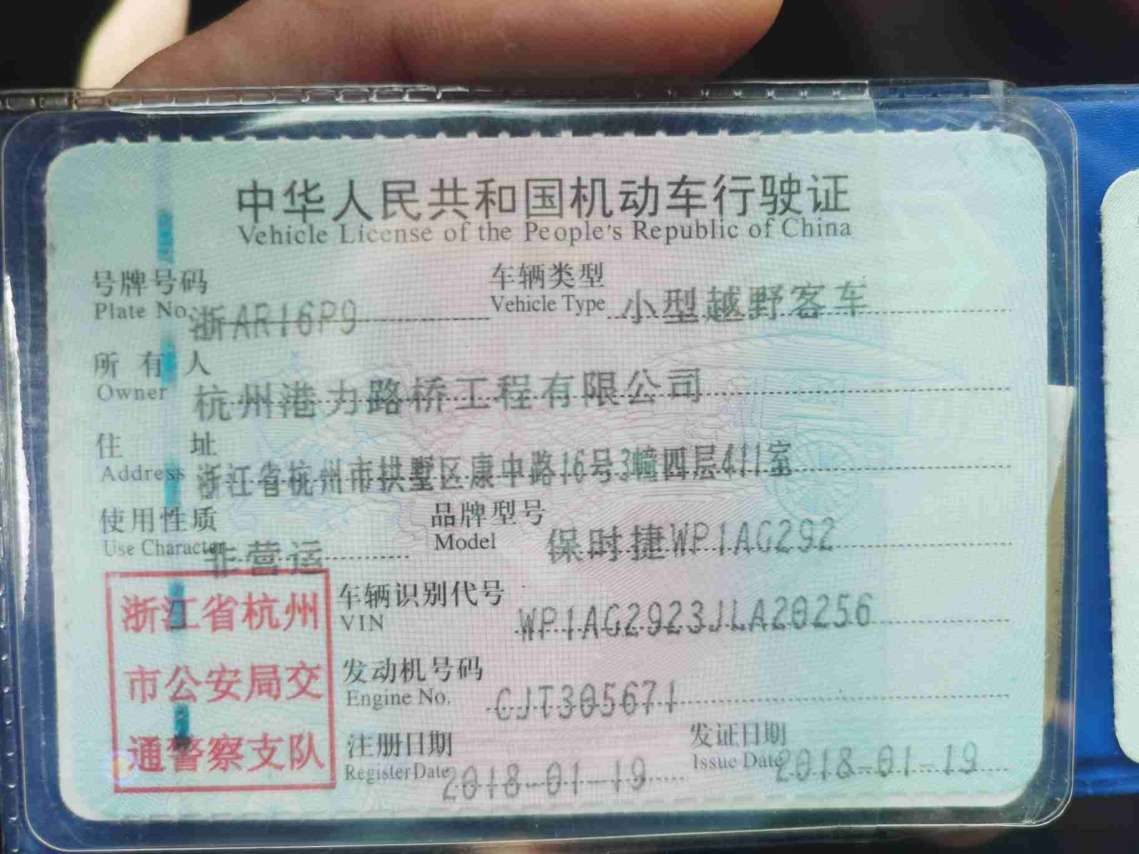 中华人民共和国机动车行驶证
Vehicle License of the People's Republic of China
号牌号码 车辆类型
Plate No. 浙AR16P9 Vehicle Type 小型越野客车
所有人
Owner 杭州港力路桥工程有限公司
住址
Address 浙江省杭州市拱墅区康中路16号3幢四层411室
使用性质 品牌型号
Use Character 非营运 Model 保时捷WP1AG292
浙江省杭州
市公安局交
通警察支队
车辆识别代号
VIN WP1AG2923JLA20256
发动机号码
Engine No. CJT305671
注册日期 发证日期
Register Date 2018-01-19 Issue Date 2018-01-19